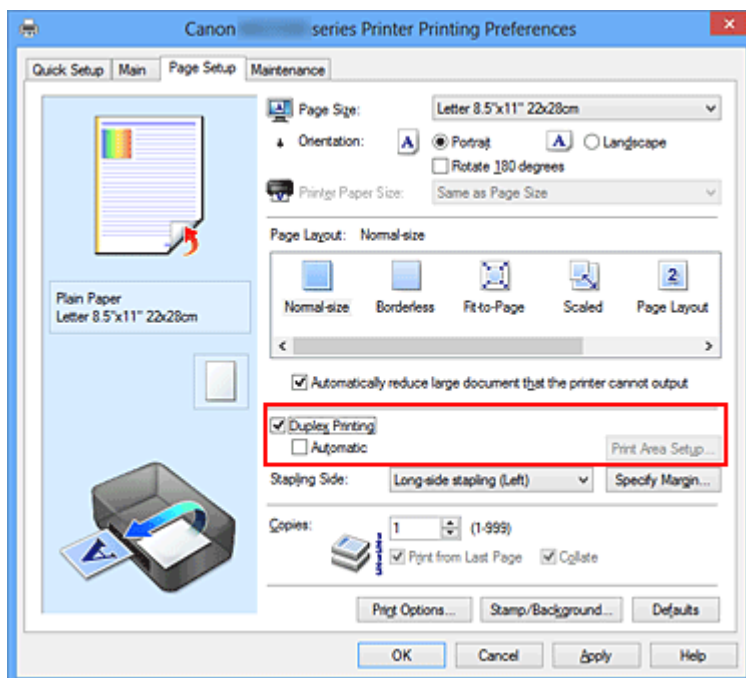 Canon series Printer Printing Preferences
Quick Setup Main Page Setup Maintenance
Page Size: Letter 8.5"x11" 22x28cm
Orientation: A Portrait A Landscape
Rotate 180 degrees
Printer Paper Size: Same as Page Size
Page Layout: Normal-size
2
Normal-size Borderless Fit-to-Page Scaled Page Layout
Plain Paper
Letter 8.5"x11" 22x28cm
Automatically reduce large document that the printer cannot output
Duplex Printing
Automatic Print Area Setup...
Stapling Side: Long-side stapling (Left) Specify Margin...
Copies: 1 (1-999)
Print from Last Page Collate
A
Print Options... Stamp/Background... Defaults
OK Cancel Apply Help